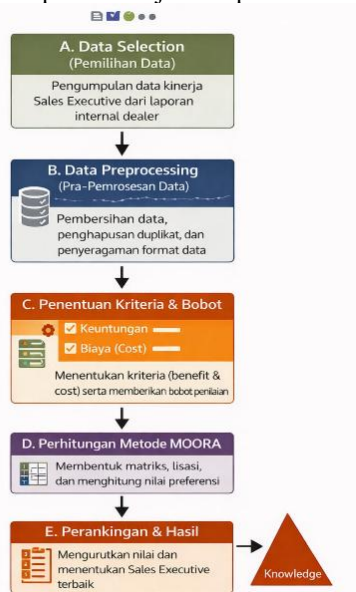 A. Data Selection
(Pemilihan Data)
Pengumpulan data kinerja
Sales Executive dari laporan
internal dealer
B. Data Preprocessing
(Pra-Pemrosesan Data)
Pembersihan data,
penghapusan duplikat, dan
penyeragaman format data
C. Penentuan Kriteria & Bobot
Keuntungan
Biaya (Cost)
Menentukan kriteria (benefit &
cost) serta memberikan bobot penilaian
D. Perhitungan Metode MOORA
Membentuk matriks, lisasi,
dan menghitung nilai preferensi
E. Perankingan & Hasil
Mengurutkan nilai dan
menentukan Sales Executive
terbaik
Knowledge